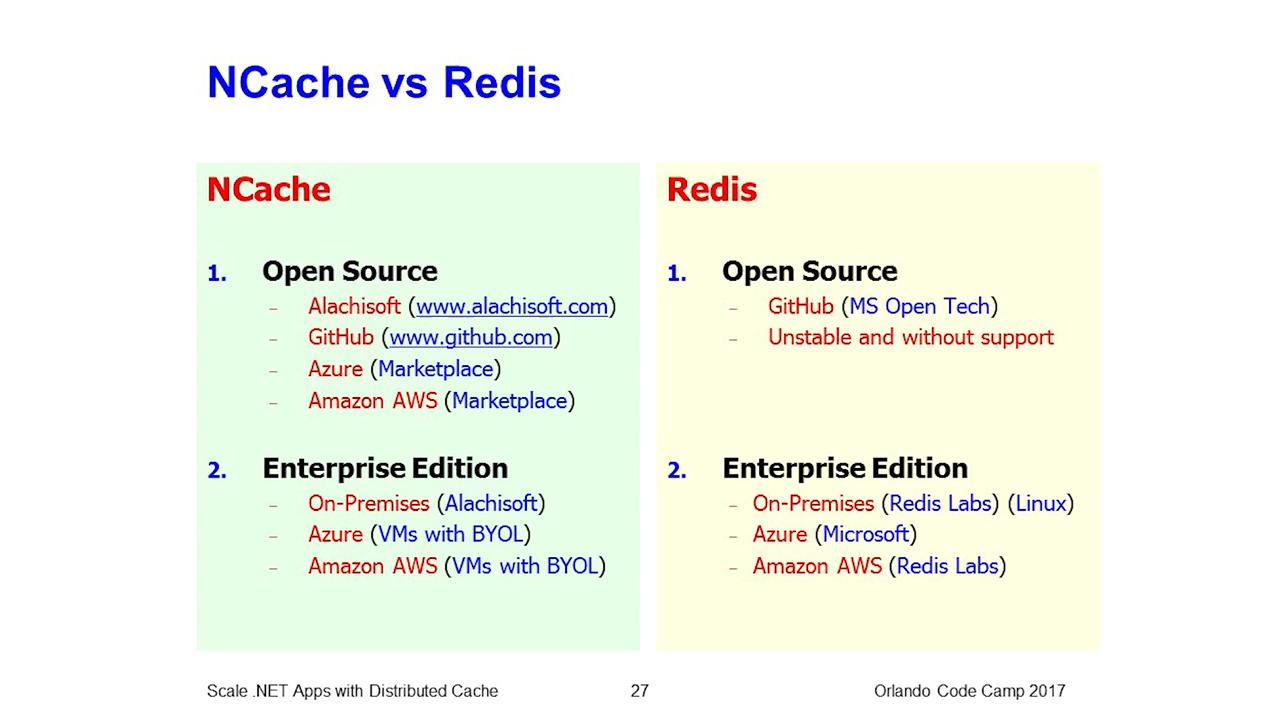 NCache vs Redis
NCache
1. Open Source
– Alachisoft (www.alachisoft.com)
– GitHub (www.github.com)
– Azure (Marketplace)
– Amazon AWS (Marketplace)
2. Enterprise Edition
– On-Premises (Alachisoft)
– Azure (VMs with BYOL)
– Amazon AWS (VMs with BYOL)
Redis
1. Open Source
– GitHub (MS Open Tech)
– Unstable and without support
2. Enterprise Edition
– On-Premises (Redis Labs) (Linux)
– Azure (Microsoft)
– Amazon AWS (Redis Labs)
Scale .NET Apps with Distributed Cache
27
Orlando Code Camp 2017